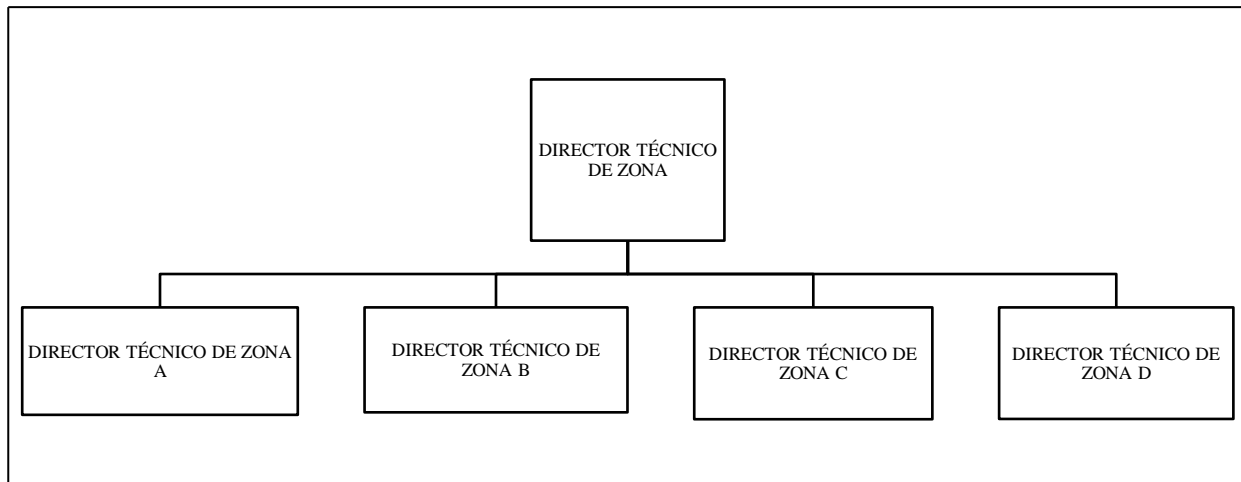 DIRECTOR TÉCNICO
DE ZONA
DIRECTOR TÉCNICO DE ZONA
A
DIRECTOR TÉCNICO DE
ZONA B
DIRECTOR TÉCNICO DE
ZONA C
DIRECTOR TÉCNICO DE
ZONA D